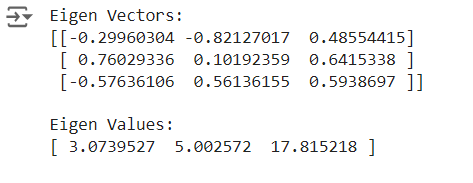 Eigen Vectors:
[[-0.29960304 -0.82127017  0.48554415]
 [ 0.76029336  0.10192359  0.6415338 ]
 [-0.57636106  0.56136155  0.5938697 ]]
Eigen Values:
[ 3.0739527  5.002572  17.815218 ]